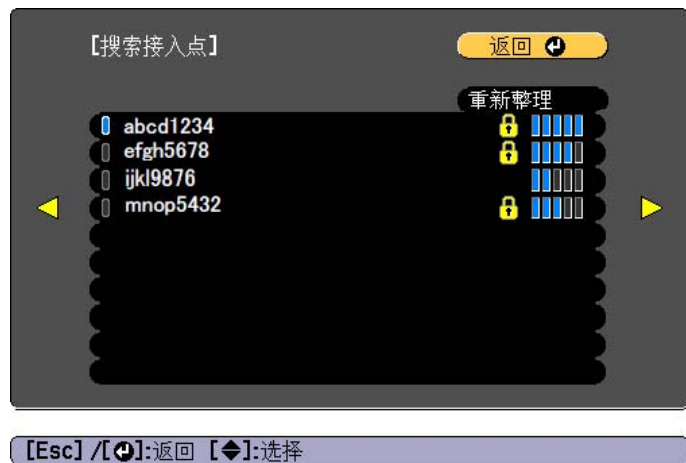 【搜索接入点】
返回
重新整理
abcd1234
efgh5678
ijkl9876
mnop5432
[Esc] /[ ]:返回 [ ]:选择